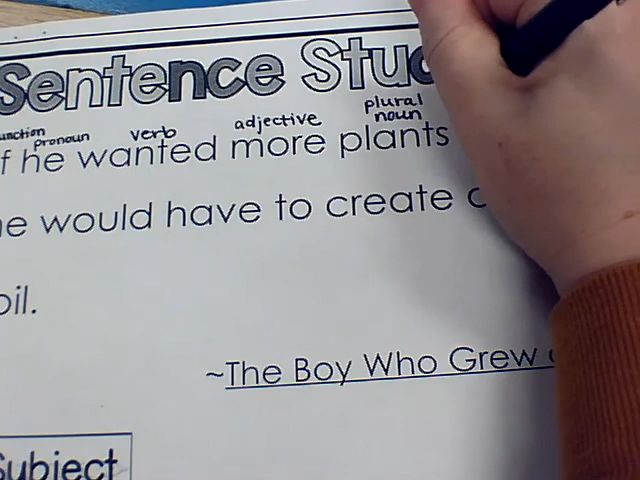 Sentence Stu
unction pronoun verb adjective plural noun
f he wanted more plants
he would have to create
oil.
~The Boy Who Grew
Subject